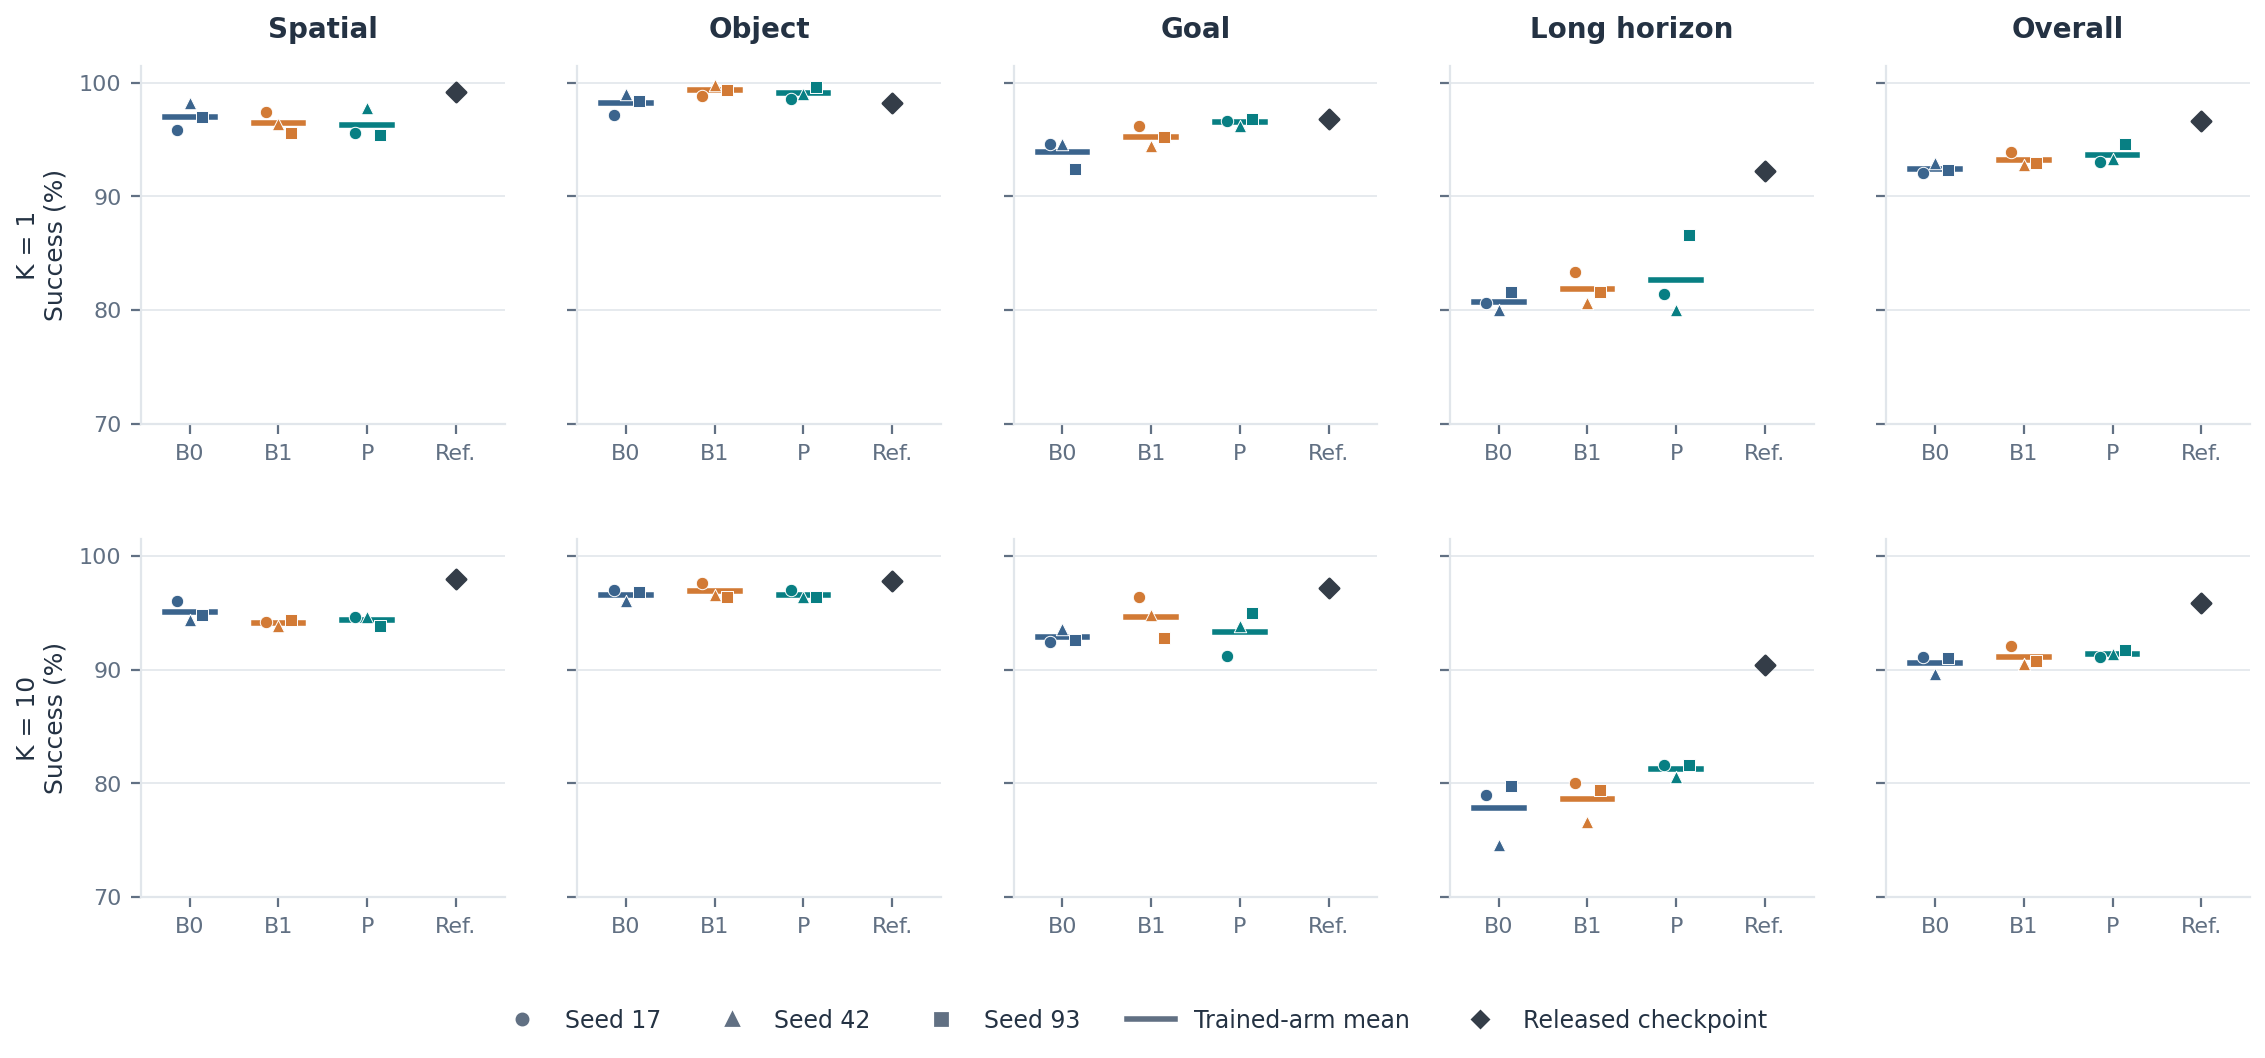 Spatial Object Goal Long horizon Overall
K = 1
Success (%)
100
90
80
70
B0 B1 P Ref. B0 B1 P Ref. B0 B1 P Ref. B0 B1 P Ref. B0 B1 P Ref.
K = 10
Success (%)
100
90
80
70
B0 B1 P Ref. B0 B1 P Ref. B0 B1 P Ref. B0 B1 P Ref. B0 B1 P Ref.
Seed 17 Seed 42 Seed 93 Trained-arm mean Released checkpoint